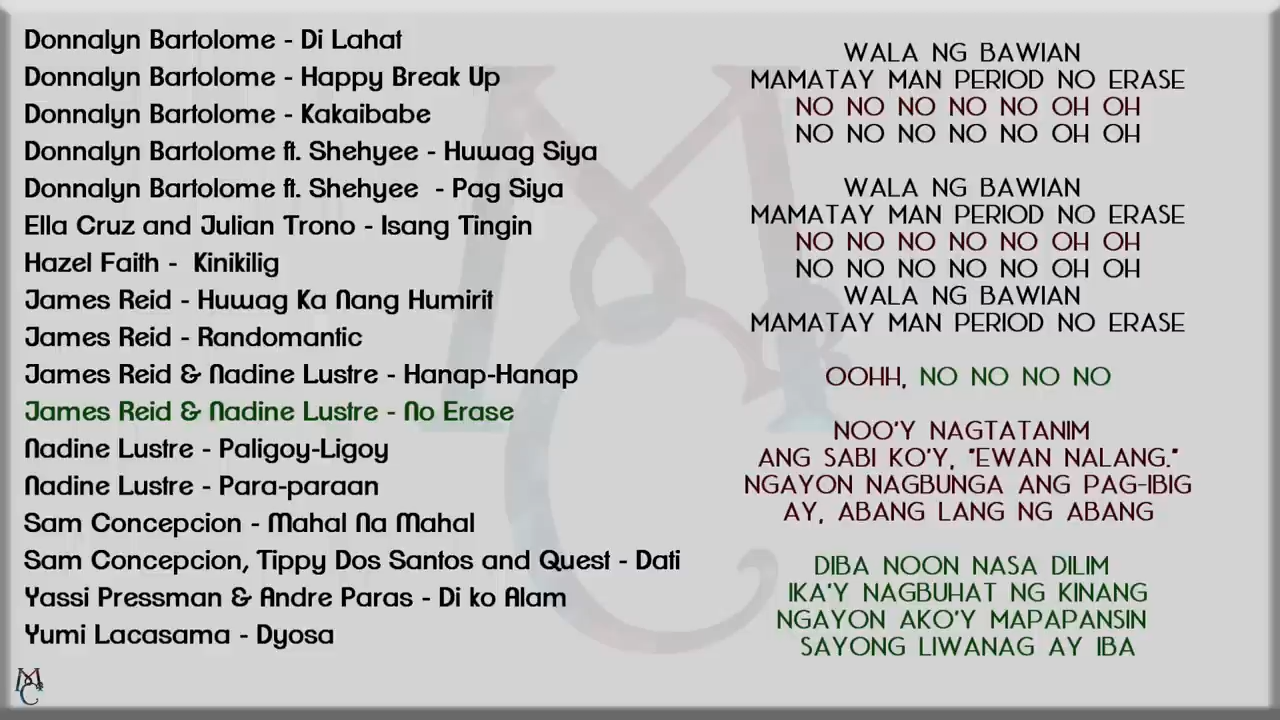 Donnalyn Bartolome - Di Lahat
Donnalyn Bartolome - Happy Break Up
Donnalyn Bartolome - Kakaibabe
Donnalyn Bartolome ft. Shehyee - Huwag Siya
Donnalyn Bartolome ft. Shehyee  - Pag Siya
Ella Cruz and Julian Trono - Isang Tingin
Hazel Faith -  Kinikilig
James Reid - Huwag Ka Nang Humirit
James Reid - Randomantic
James Reid & Nadine Lustre - Hanap-Hanap
James Reid & Nadine Lustre - No Erase
Nadine Lustre - Paligoy-Ligoy
Nadine Lustre - Para-paraan
Sam Concepcion - Mahal Na Mahal
Sam Concepcion, Tippy Dos Santos and Quest - Dati
Yassi Pressman & Andre Paras - Di ko Alam
Yumi Lacasama - Dyosa
WALA NG BAWIAN
MAMATAY MAN PERIOD NO ERASE
NO NO NO NO NO OH OH
NO NO NO NO NO OH OH
WALA NG BAWIAN
MAMATAY MAN PERIOD NO ERASE
NO NO NO NO NO OH OH
NO NO NO NO NO OH OH
WALA NG BAWIAN
MAMATAY MAN PERIOD NO ERASE
OOHH, NO NO NO NO
NOO'Y NAGTATANIM
ANG SABI KO'Y, "EWAN NALANG."
NGAYON NAGBUNGA ANG PAG-IBIG
AY, ABANG LANG NG ABANG
DIBA NOON NASA DILIM
IKA'Y NAGBUHAT NG KINANG
NGAYON AKO'Y MAPAPANSIN
SAYONG LIWANAG AY IBA